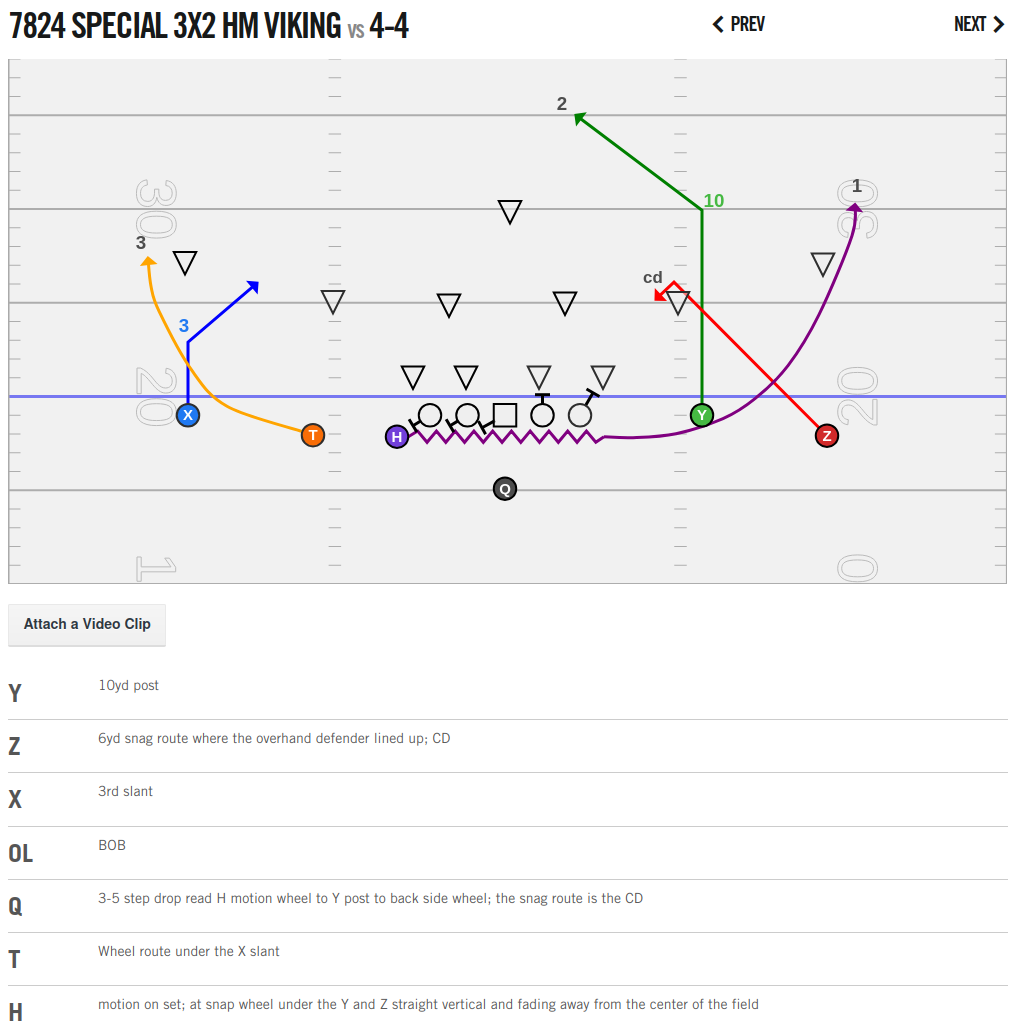 7824 SPECIAL 3X2 HM VIKING VS 4-4
PREV
NEXT
2
10
1
3
cd
3
30
30
20
20
X
T
H
Y
Z
Q
1
0
Attach a Video Clip
Y 10yd post
Z 6yd snag route where the overhand defender lined up; CD
X 3rd slant
OL BOB
Q 3-5 step drop read H motion wheel to Y post to back side wheel; the snag route is the CD
T Wheel route under the X slant
H motion on set; at snap wheel under the Y and Z straight vertical and fading away from the center of the field